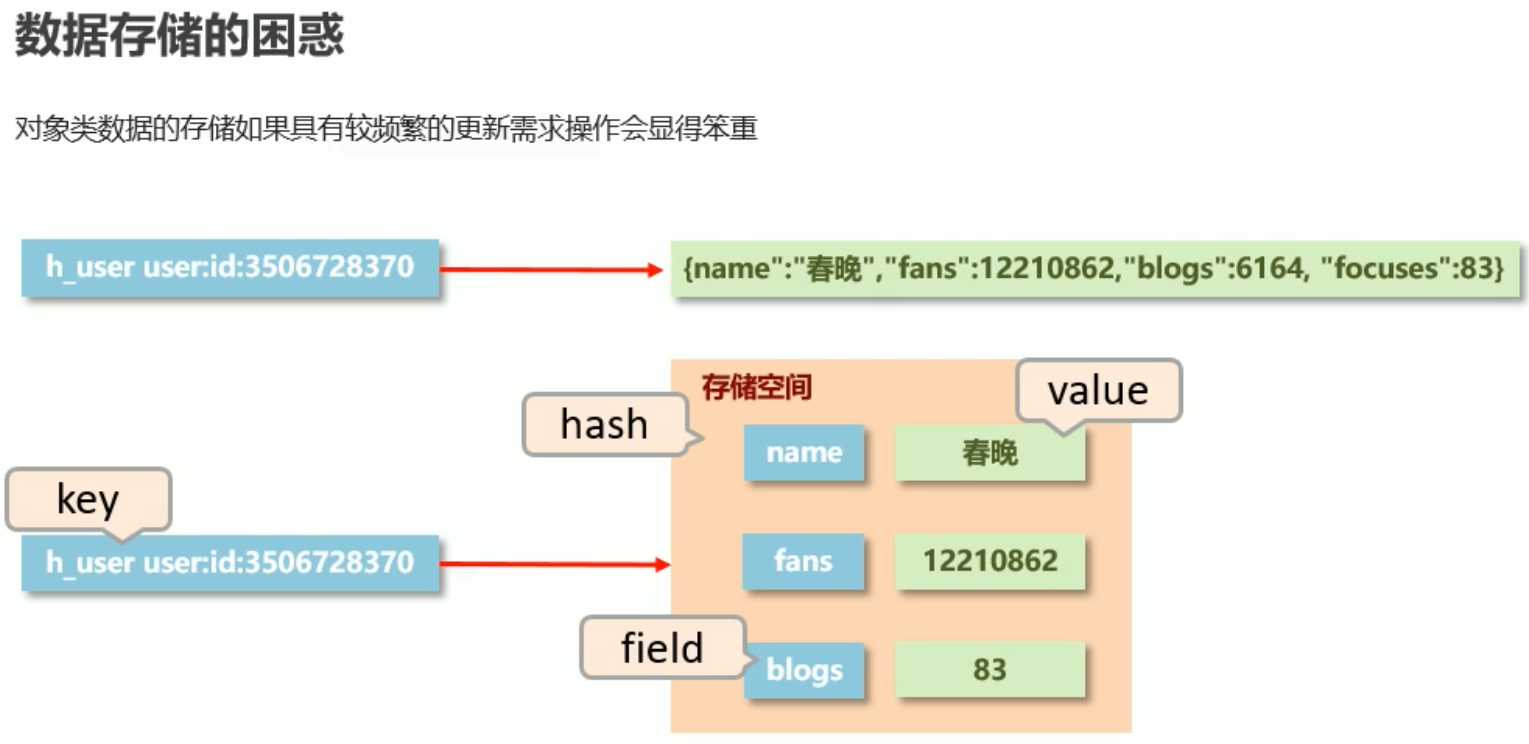 数据存储的困惑
对象类数据的存储如果具有较频繁的更新需求操作会显得笨重
h_user user:id:3506728370
{name":"春晚","fans":12210862,"blogs":6164, "focuses":83}
存储空间
value
hash
name
春晚
key
h_user user:id:3506728370
fans
12210862
field
blogs
83